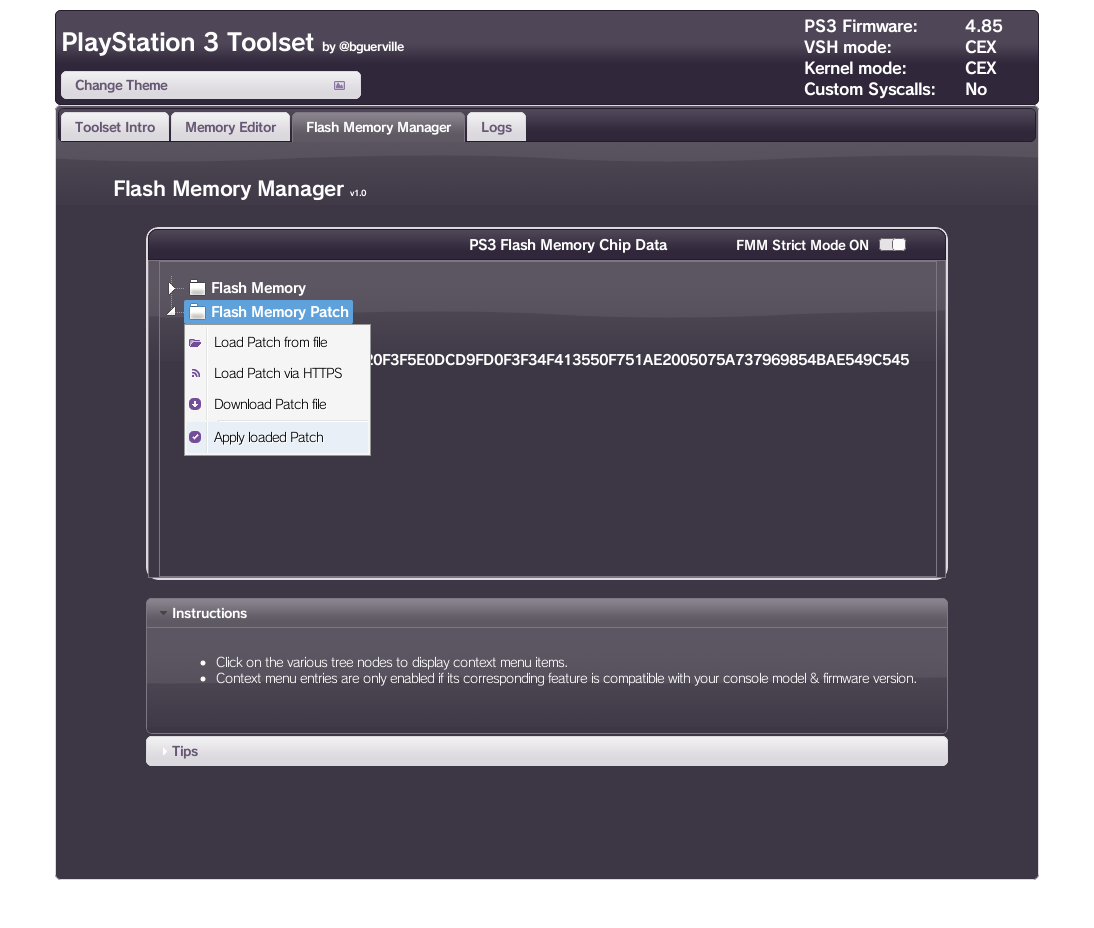 PlayStation 3 Toolset by @bguerville
PS3 Firmware: 4.85
VSH mode: CEX
Kernel mode: CEX
Custom Syscalls: No
Change Theme
Toolset Intro Memory Editor Flash Memory Manager Logs
Flash Memory Manager v1.0
PS3 Flash Memory Chip Data FMM Strict Mode ON
Flash Memory
Flash Memory Patch
Load Patch from file
20F3F5E0DCD9FD0F3F34F413550F751AE2005075A737969854BAE549C545
Load Patch via HTTPS
Download Patch file
Apply loaded Patch
Instructions
• Click on the various tree nodes to display context menu items.
• Context menu entries are only enabled if its corresponding feature is compatible with your console model & firmware version.
Tips